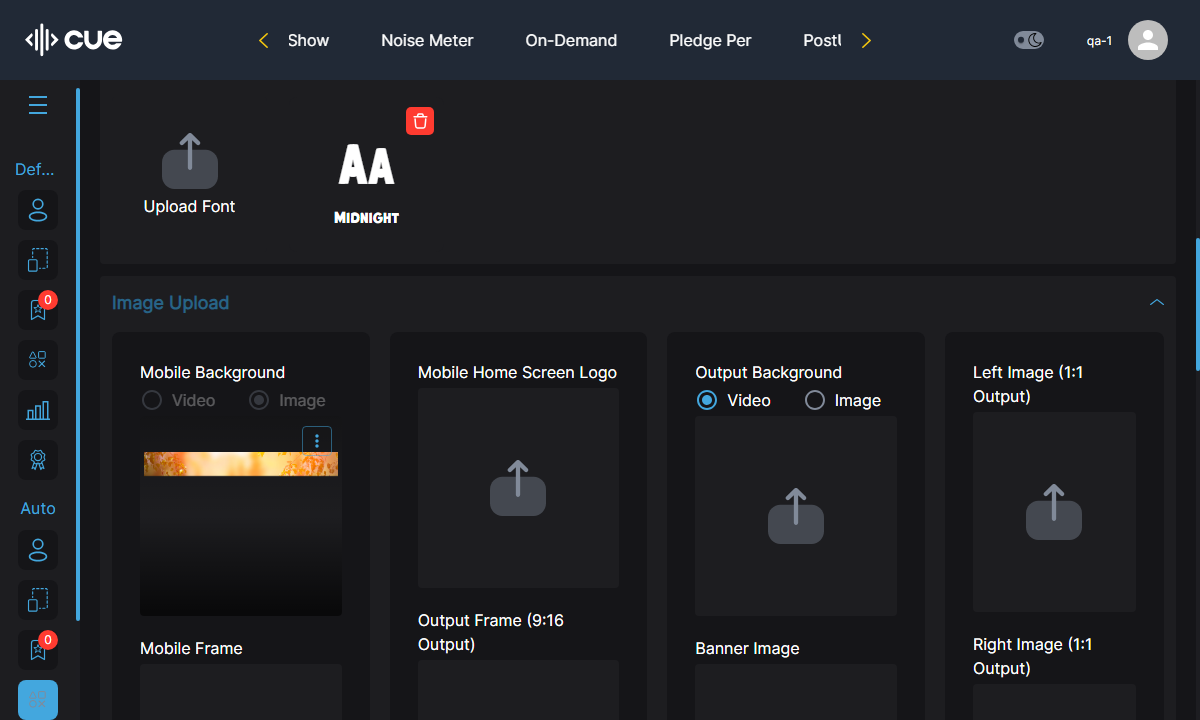 cue
Show
Noise Meter
On-Demand
Pledge Per
Post
qa-1
Def...
0
Auto
0
Upload Font
AA
MIDNIGHT
Image Upload
Mobile Background
Video
Image
Mobile Frame
Mobile Home Screen Logo
Output Frame (9:16
Output)
Output Background
Video
Image
Banner Image
Left Image (1:1
Output)
Right Image (1:1
Output)